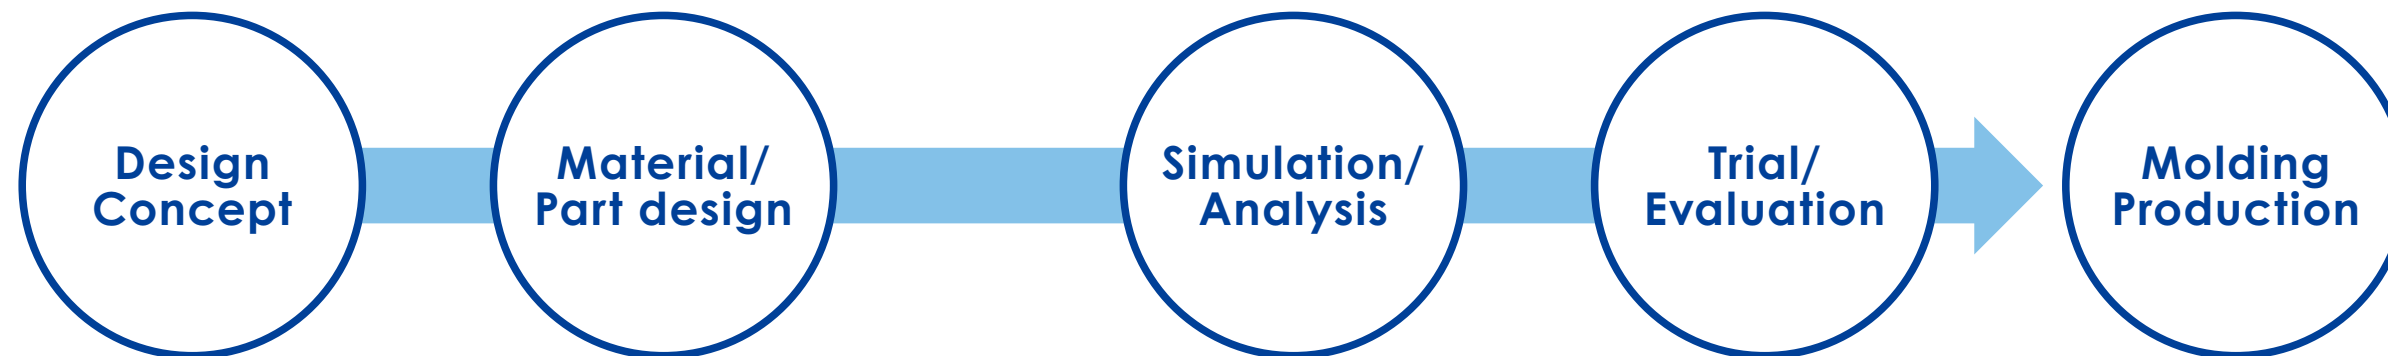 Design
Concept
Material/
Part design
Simulation/
Analysis
Trial/
Evaluation
Molding
Production